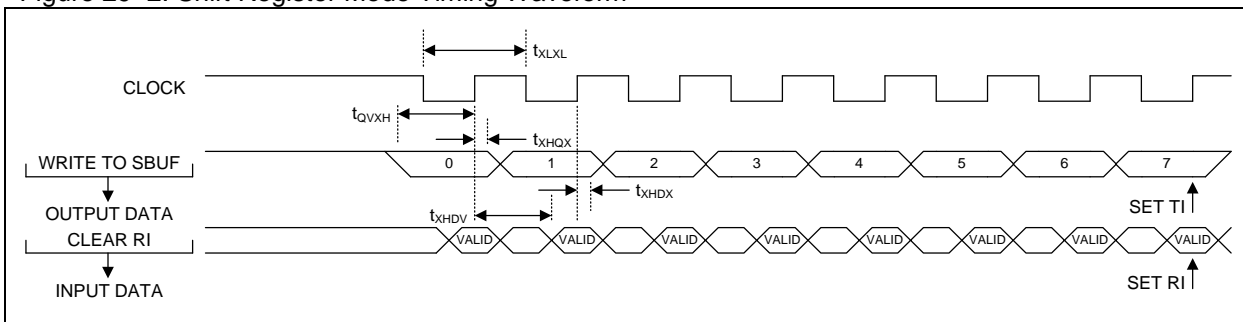 Figure Shift Register Mode Timing Waveform
tXLXL
CLOCK
tQVXH
tXHQX
WRITE TO SBUF
0 1 2 3 4 5 6 7
tXHDX
OUTPUT DATA
SET TI
tXHDV
CLEAR RI
VALID VALID VALID VALID VALID VALID VALID VALID
INPUT DATA
SET RI